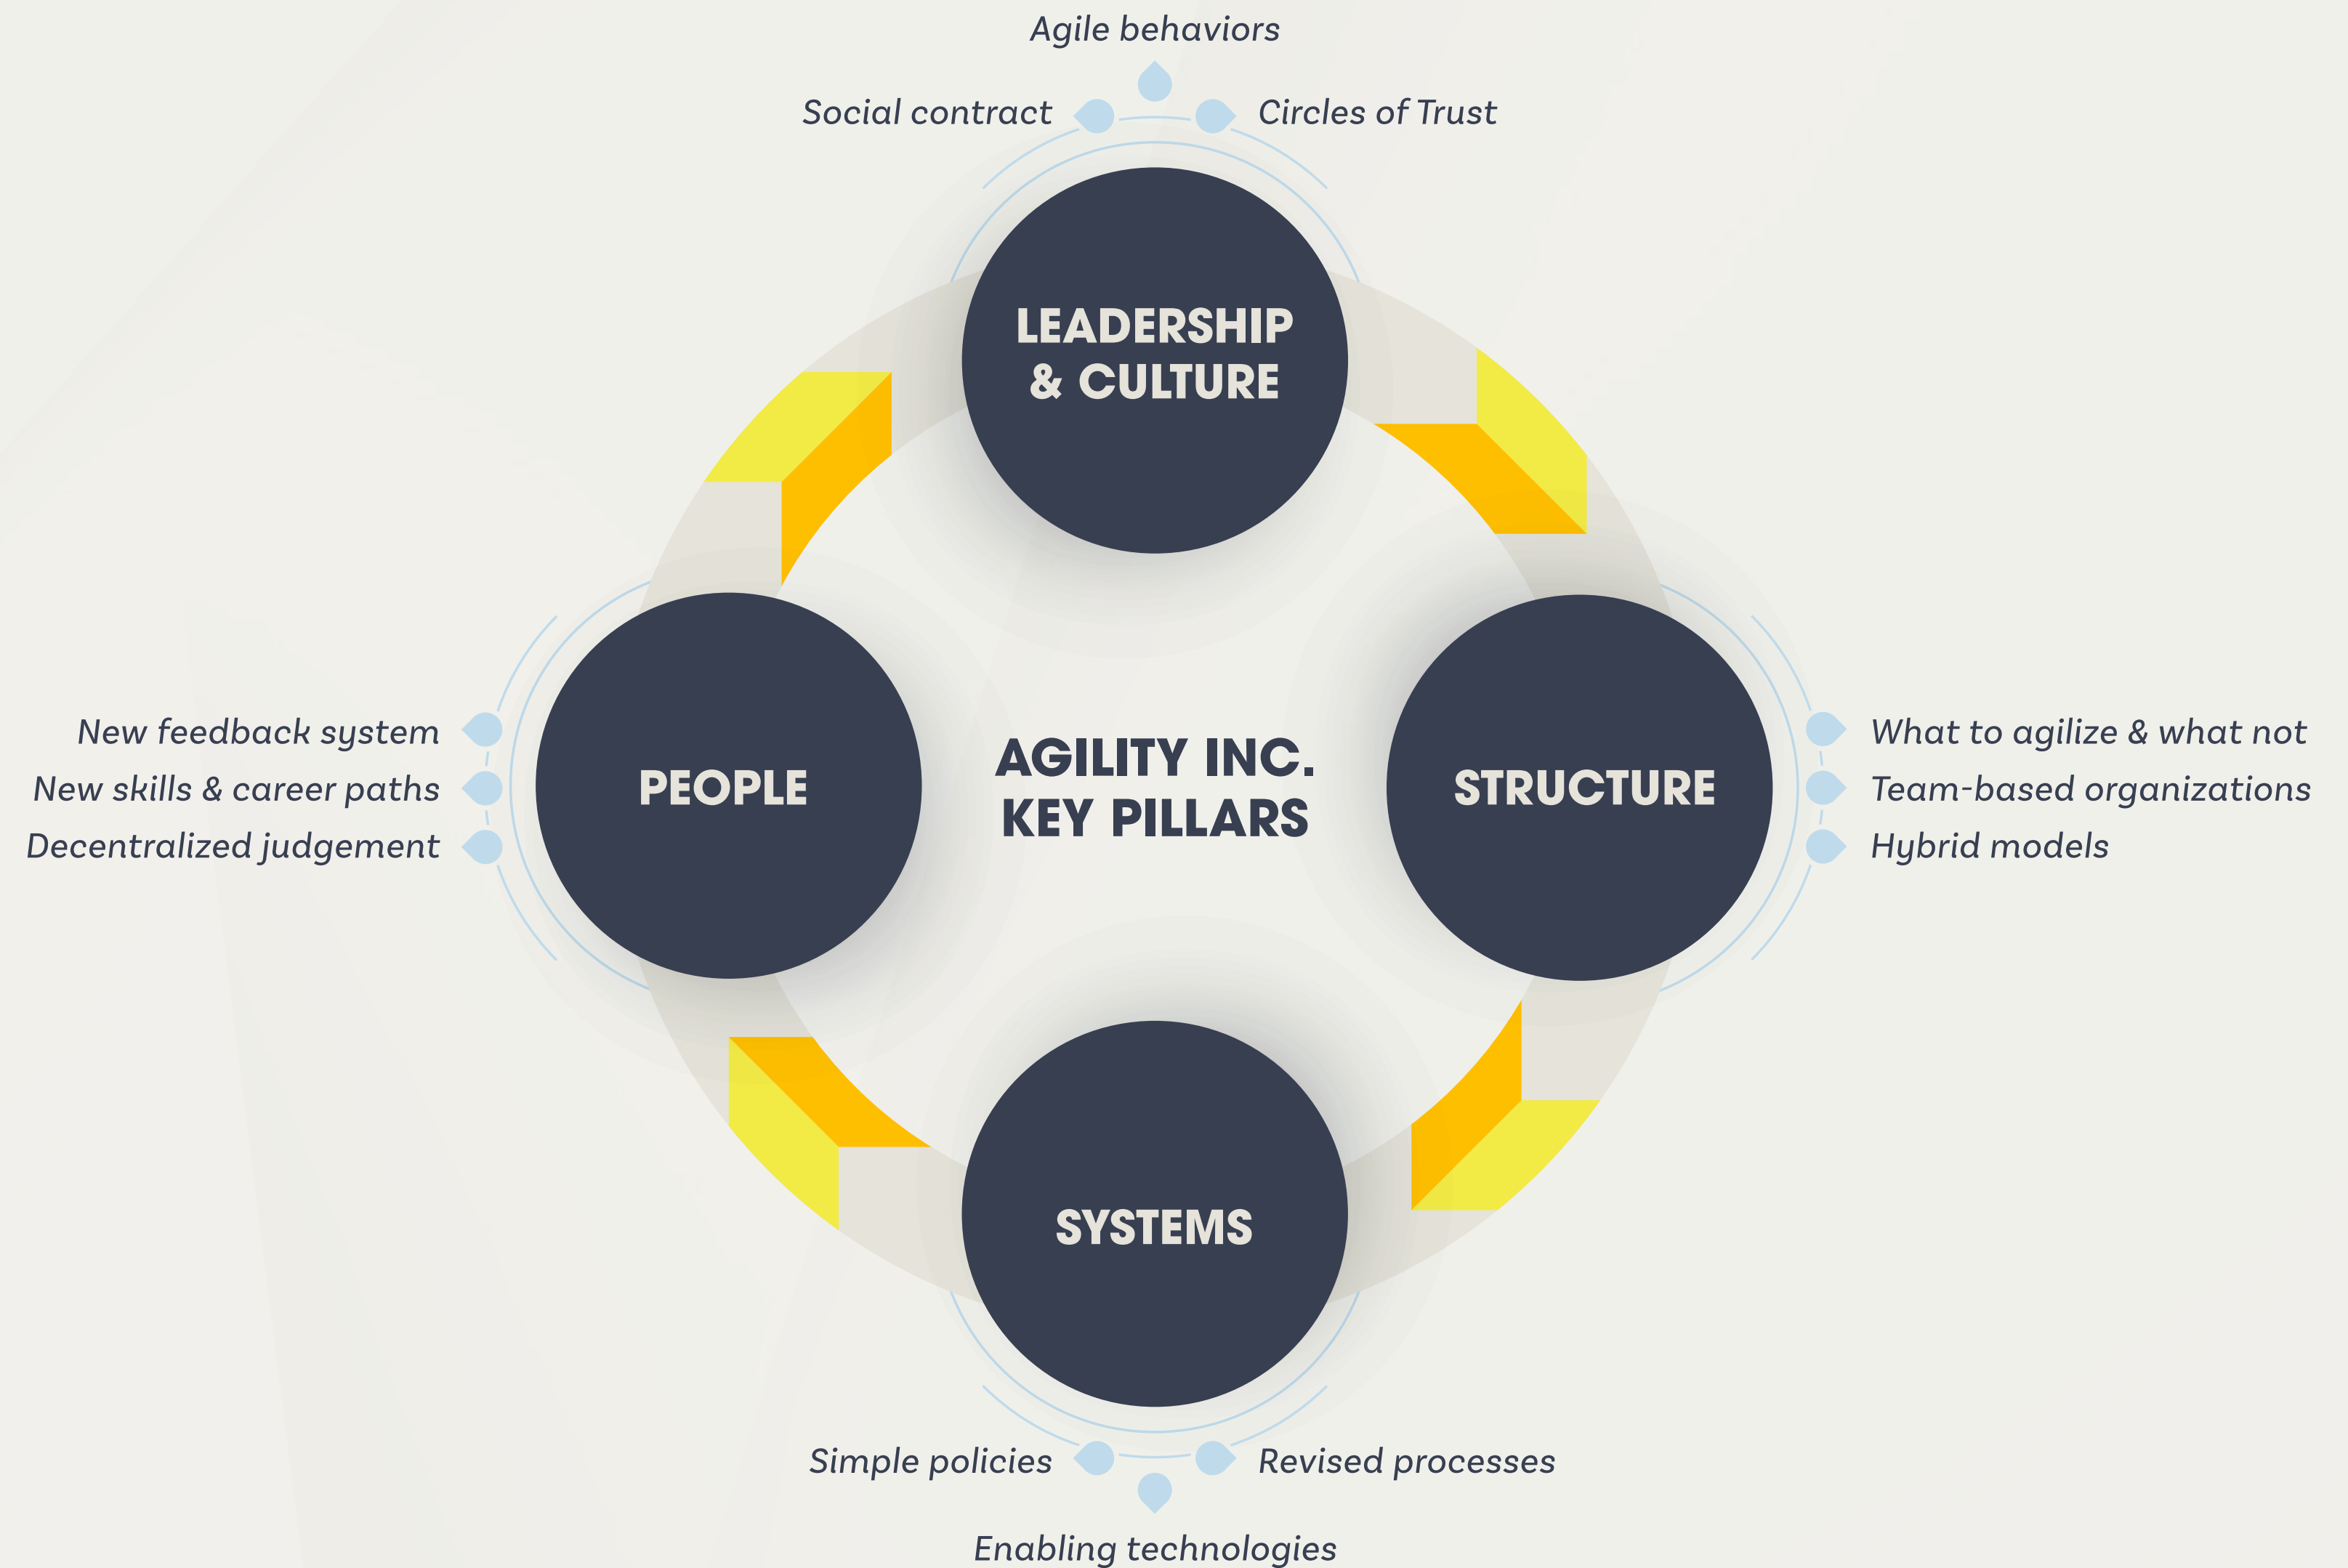 Agile behaviors
Social contract
Circles of Trust
LEADERSHIP
& CULTURE
New feedback system
New skills & career paths
Decentralized judgement
PEOPLE
AGILITY INC.
KEY PILLARS
STRUCTURE
What to agilize & what not
Team-based organizations
Hybrid models
SYSTEMS
Simple policies
Revised processes
Enabling technologies